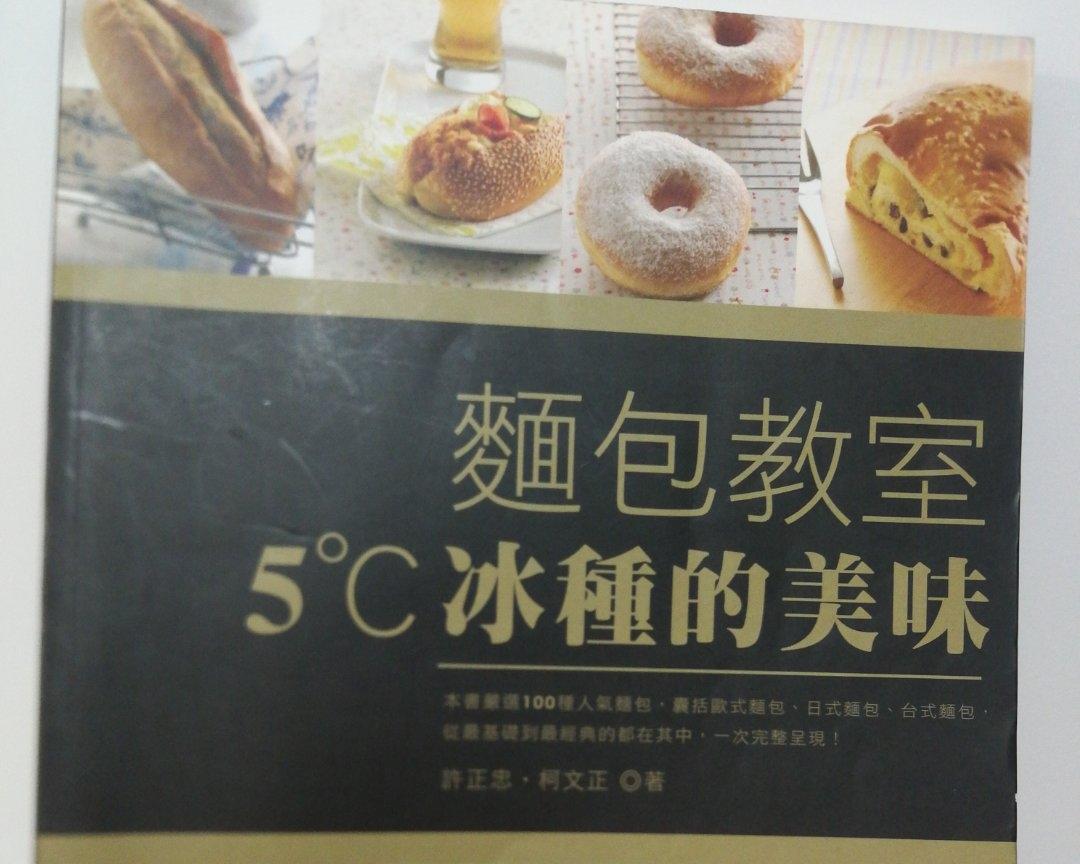 麵包教室
5℃冰種的美味
本書嚴選100種人氣麵包，囊括歐式麵包、日式麵包、台式麵包，
從最基礎到最經典的都在其中，一次完整呈現！
許正忠・柯文正 ◎著